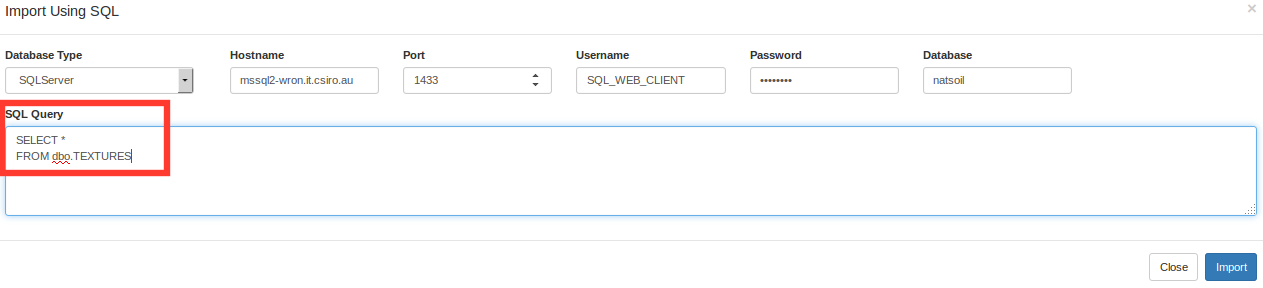 Import Using SQL
×
Database Type Hostname Port Username Password Database
SQLServer mssql2-wron.it.csiro.au 1433 SQL_WEB_CLIENT •••••••• natsoil
SQL Query
SELECT *
FROM dbo.TEXTURES
Close Import